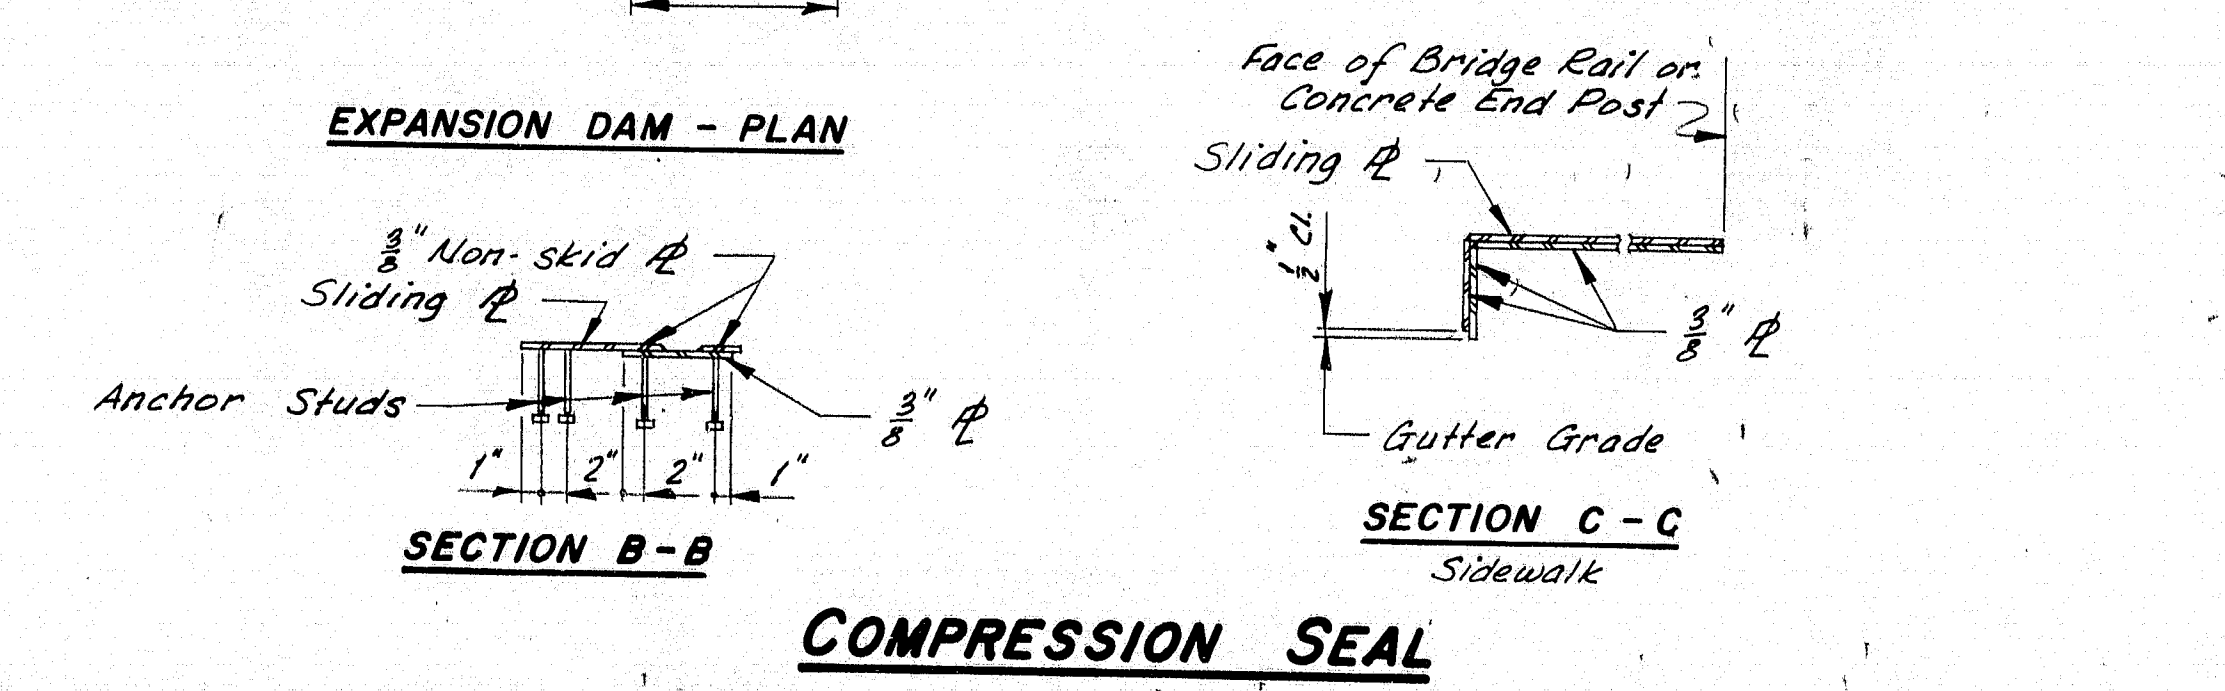 EXPANSION DAM - PLAN
Face of Bridge Rail or
Concrete End Post
Sliding ⅊
3/8" Non-skid ⅊
Sliding ⅊
1/2" Cl.
3/8" ⅊
Anchor Studs
3/8" ⅊
Gutter Grade
1" 2" 2" 1"
SECTION B-B
SECTION C-C
Sidewalk
COMPRESSION SEAL